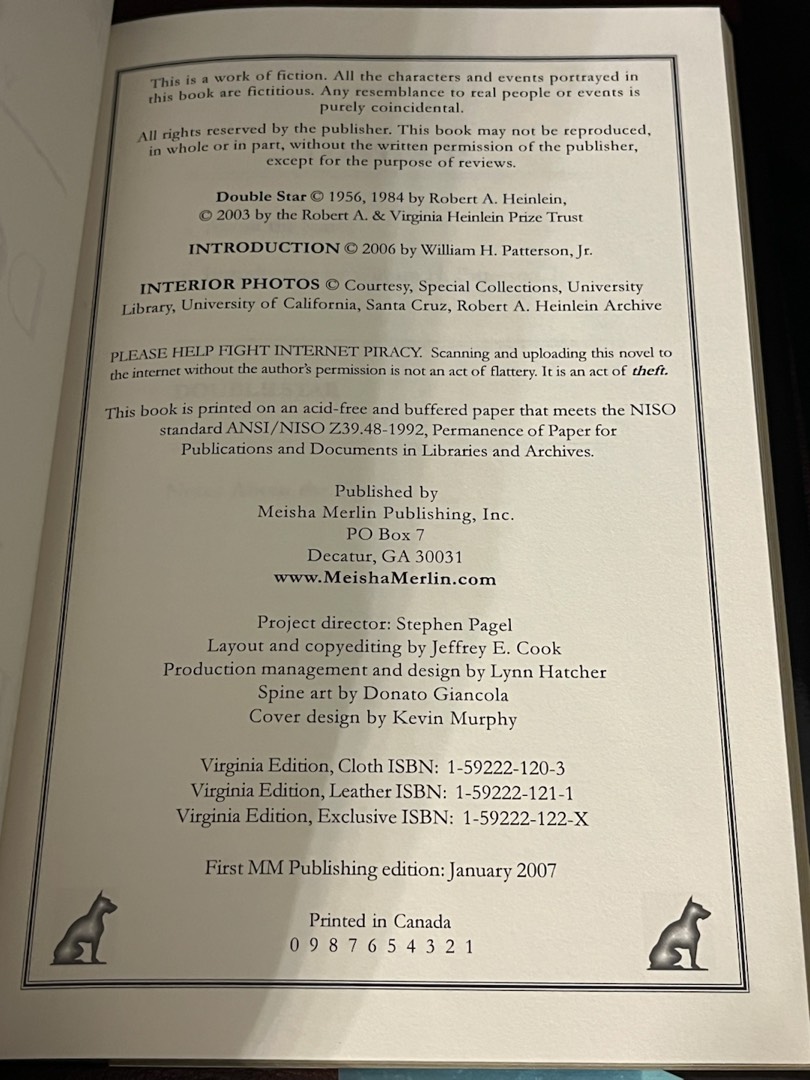 This is a work of fiction. All the characters and events portrayed in
this book are fictitious. Any resemblance to real people or events is
purely coincidental.
All rights reserved by the publisher. This book may not be reproduced,
in whole or in part, without the written permission of the publisher,
except for the purpose of reviews.
Double Star © 1956, 1984 by Robert A. Heinlein,
© 2003 by the Robert A. & Virginia Heinlein Prize Trust
INTRODUCTION © 2006 by William H. Patterson, Jr.
INTERIOR PHOTOS © Courtesy, Special Collections, University
Library, University of California, Santa Cruz, Robert A. Heinlein Archive
PLEASE HELP FIGHT INTERNET PIRACY. Scanning and uploading this novel to
the internet without the author's permission is not an act of flattery. It is an act of theft.
This book is printed on an acid-free and buffered paper that meets the NISO
standard ANSI/NISO Z39.48-1992, Permanence of Paper for
Publications and Documents in Libraries and Archives.
Published by
Meisha Merlin Publishing, Inc.
PO Box 7
Decatur, GA 30031
www.MeishaMerlin.com
Project director: Stephen Pagel
Layout and copyediting by Jeffrey E. Cook
Production management and design by Lynn Hatcher
Spine art by Donato Giancola
Cover design by Kevin Murphy
Virginia Edition, Cloth ISBN: 1-59222-120-3
Virginia Edition, Leather ISBN: 1-59222-121-1
Virginia Edition, Exclusive ISBN: 1-59222-122-X
First MM Publishing edition: January 2007
Printed in Canada
0 9 8 7 6 5 4 3 2 1